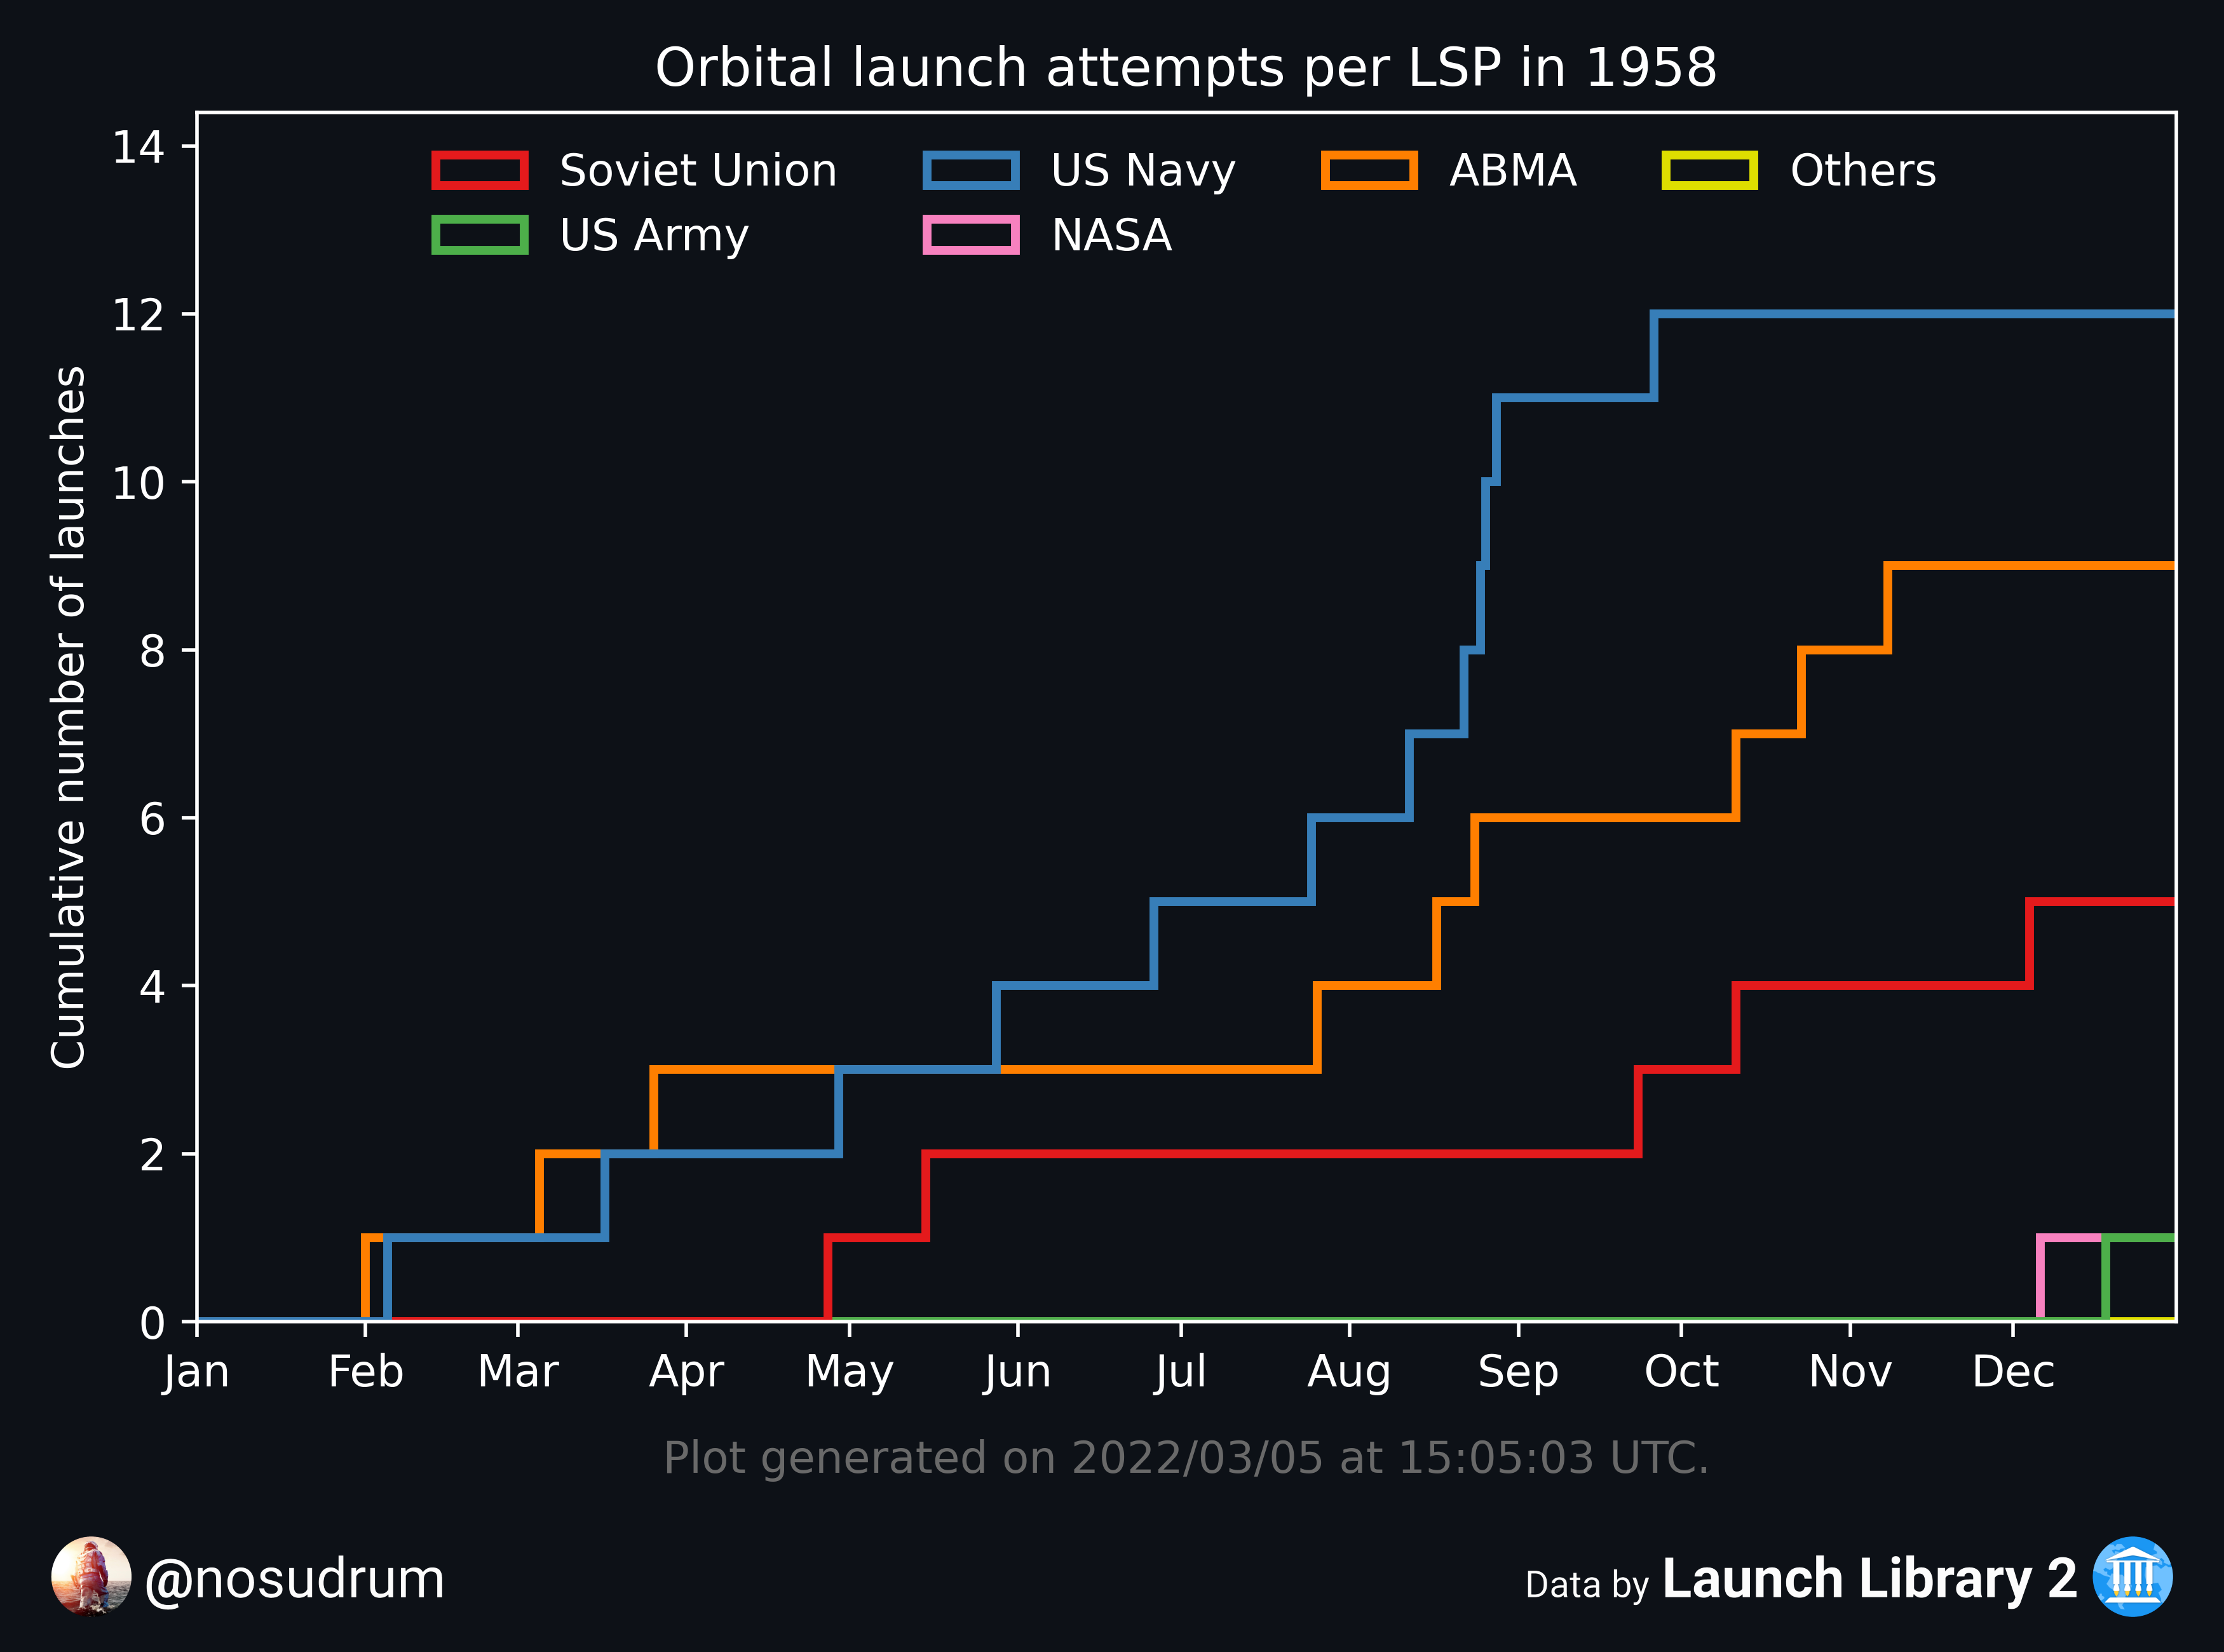 Orbital launch attempts per LSP in 1958
Soviet Union US Navy ABMA Others
US Army NASA
Cumulative number of launches
14
12
10
8
6
4
2
0
Jan Feb Mar Apr May Jun Jul Aug Sep Oct Nov Dec
Plot generated on 2022/03/05 at 15:05:03 UTC.
@nosudrum
Data by Launch Library 2